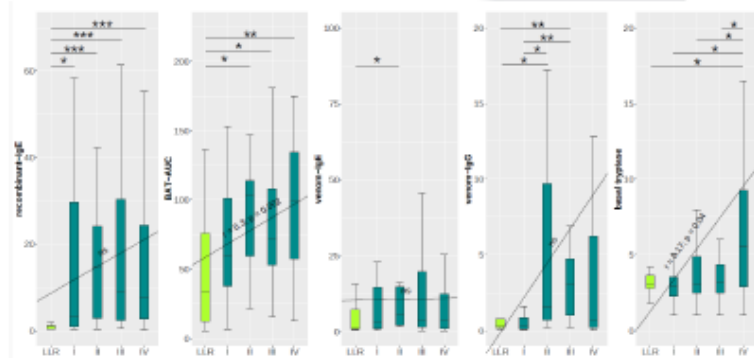 *** ** * ** *
*** * ** *
*** * * * *
* * *
60 200 100 20 20
150 75 15 15
40
100 50 10 10
20
50 25 5 5
0 0 0 0 0
recombinant-IgE
BAT-AUC
venom-IgG
basal tryptase
ns
ns
LLR I II III IV
LLR I II III IV
LLR I II III IV
LLR I II III IV
LLR I II III IV